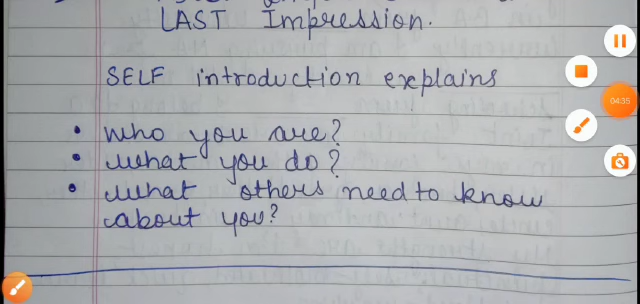 LAST Impression.
SELF introduction explains
• who you are?
• what you do?
• what others need to know
about you?
04:35